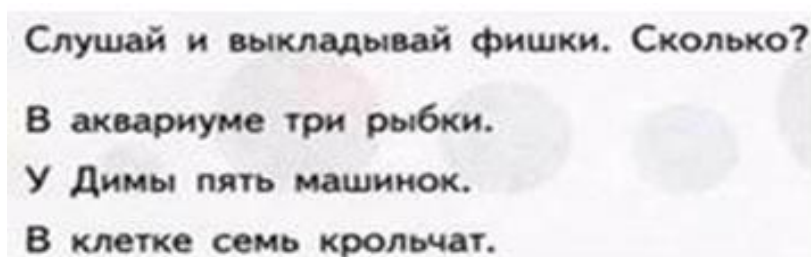 Слушай и выкладывай фишки. Сколько?
В аквариуме три рыбки.
У Димы пять машинок.
В клетке семь крольчат.